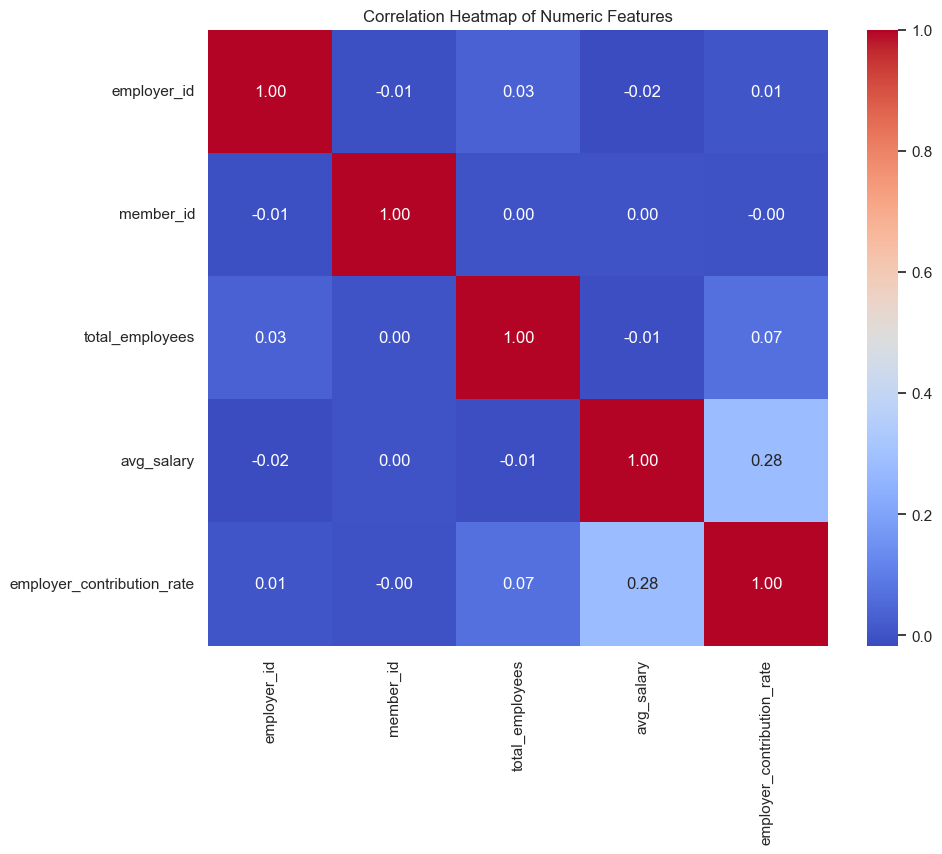 Correlation Heatmap of Numeric Features
employer_id 1.00 -0.01 0.03 -0.02 0.01
member_id -0.01 1.00 0.00 0.00 -0.00
total_employees 0.03 0.00 1.00 -0.01 0.07
avg_salary -0.02 0.00 -0.01 1.00 0.28
employer_contribution_rate 0.01 -0.00 0.07 0.28 1.00
employer_id
member_id
total_employees
avg_salary
employer_contribution_rate
1.0
0.8
0.6
0.4
0.2
0.0